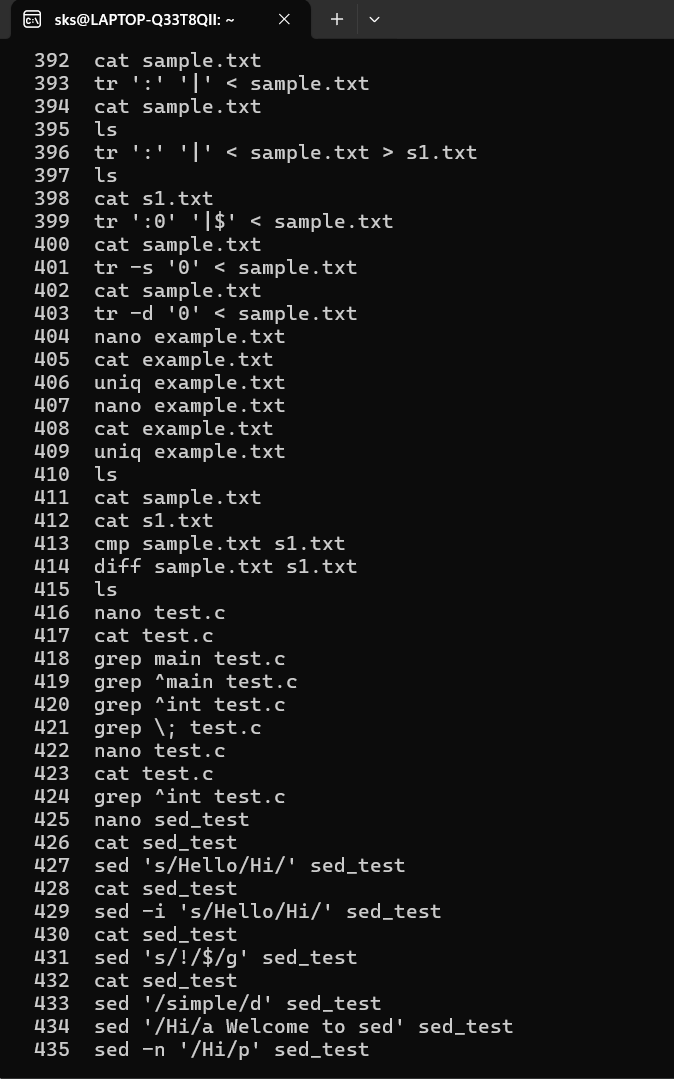 sks@LAPTOP-Q33T8QII: ~
392 cat sample.txt
393 tr ':' '|' < sample.txt
394 cat sample.txt
395 ls
396 tr ':' '|' < sample.txt > s1.txt
397 ls
398 cat s1.txt
399 tr ':0' '|$' < sample.txt
400 cat sample.txt
401 tr -s '0' < sample.txt
402 cat sample.txt
403 tr -d '0' < sample.txt
404 nano example.txt
405 cat example.txt
406 uniq example.txt
407 nano example.txt
408 cat example.txt
409 uniq example.txt
410 ls
411 cat sample.txt
412 cat s1.txt
413 cmp sample.txt s1.txt
414 diff sample.txt s1.txt
415 ls
416 nano test.c
417 cat test.c
418 grep main test.c
419 grep ^main test.c
420 grep ^int test.c
421 grep \; test.c
422 nano test.c
423 cat test.c
424 grep ^int test.c
425 nano sed_test
426 cat sed_test
427 sed 's/Hello/Hi/' sed_test
428 cat sed_test
429 sed -i 's/Hello/Hi/' sed_test
430 cat sed_test
431 sed 's/!/$/g' sed_test
432 cat sed_test
433 sed '/simple/d' sed_test
434 sed '/Hi/a Welcome to sed' sed_test
435 sed -n '/Hi/p' sed_test